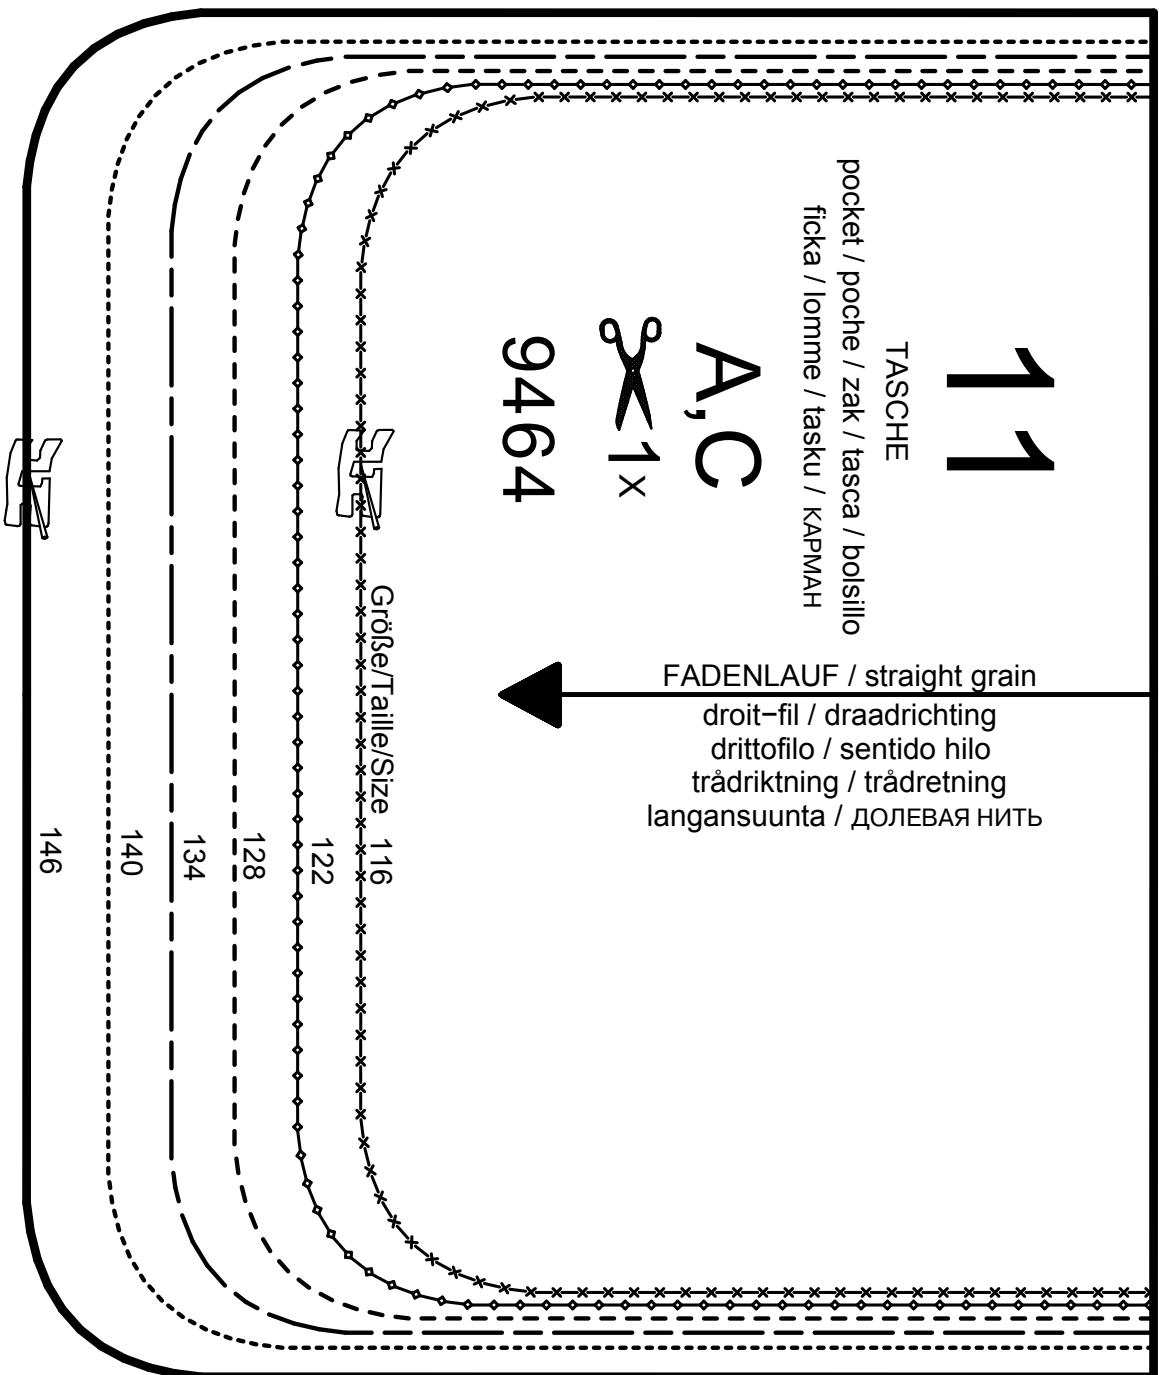 11
TASCHE
pocket / poche / zak / tasca / bolsillo
ficka / lomme / tasku / КАРМАН
A,C
1x
9464
FADENLAUF / straight grain
droit-fil / draadrichting
drittofilo / sentido hilo
trådriktning / trådretning
langansuunta / ДОЛЕВАЯ НИТЬ
Größe/Taille/Size 116
122
128
134
140
146